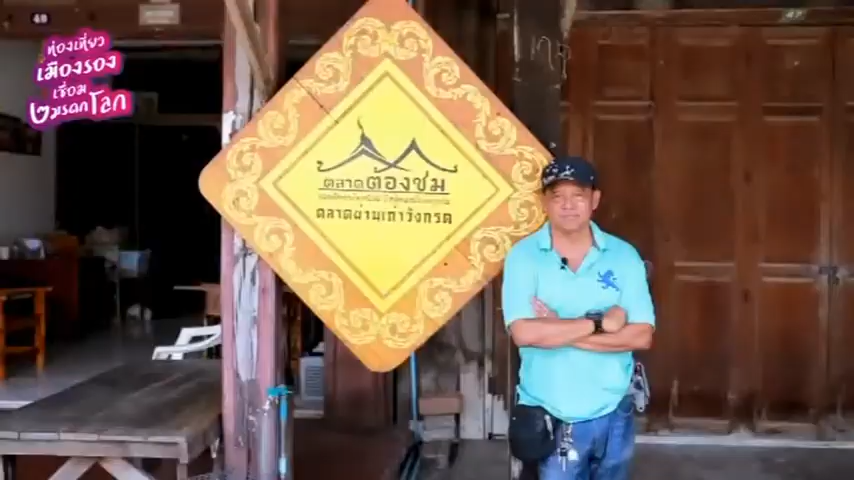 ท่องเที่ยว
เมืองรอง
เชื่อม
มรดกโลก
ตลาดต้องชม
ตลาดย่านเก่าวังกรด